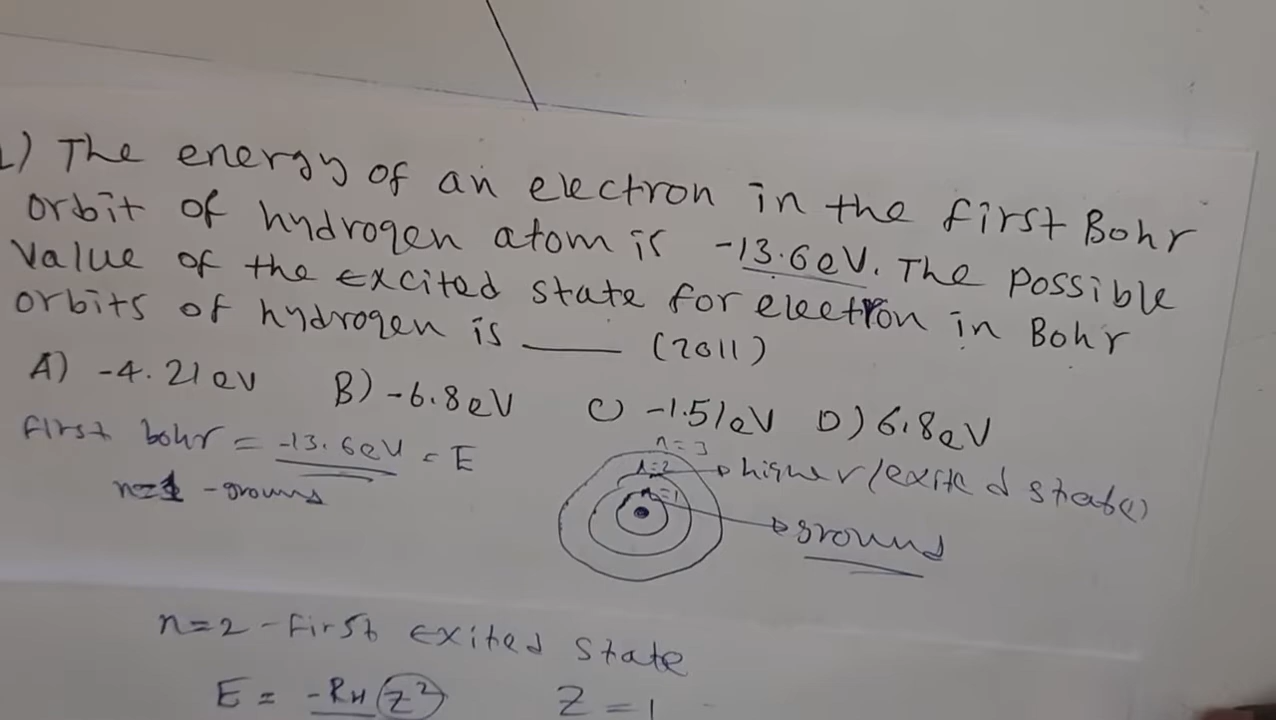 ) The energy of an electron in the first Bohr
orbit of hydrogen atom is -13.6eV. The possible
value of the excited state for electron in Bohr
orbits of hydrogen is ____ (2011)
A) -4.21ev B) -6.8eV C) -1.51eV D) 6.8eV
first bohr = -13.6eV = E
n=1 - ground
n=3
n=2 → higher/exited state(s)
n=1 → ground
n=2 - first exited state
E = -RH Z² Z = 1